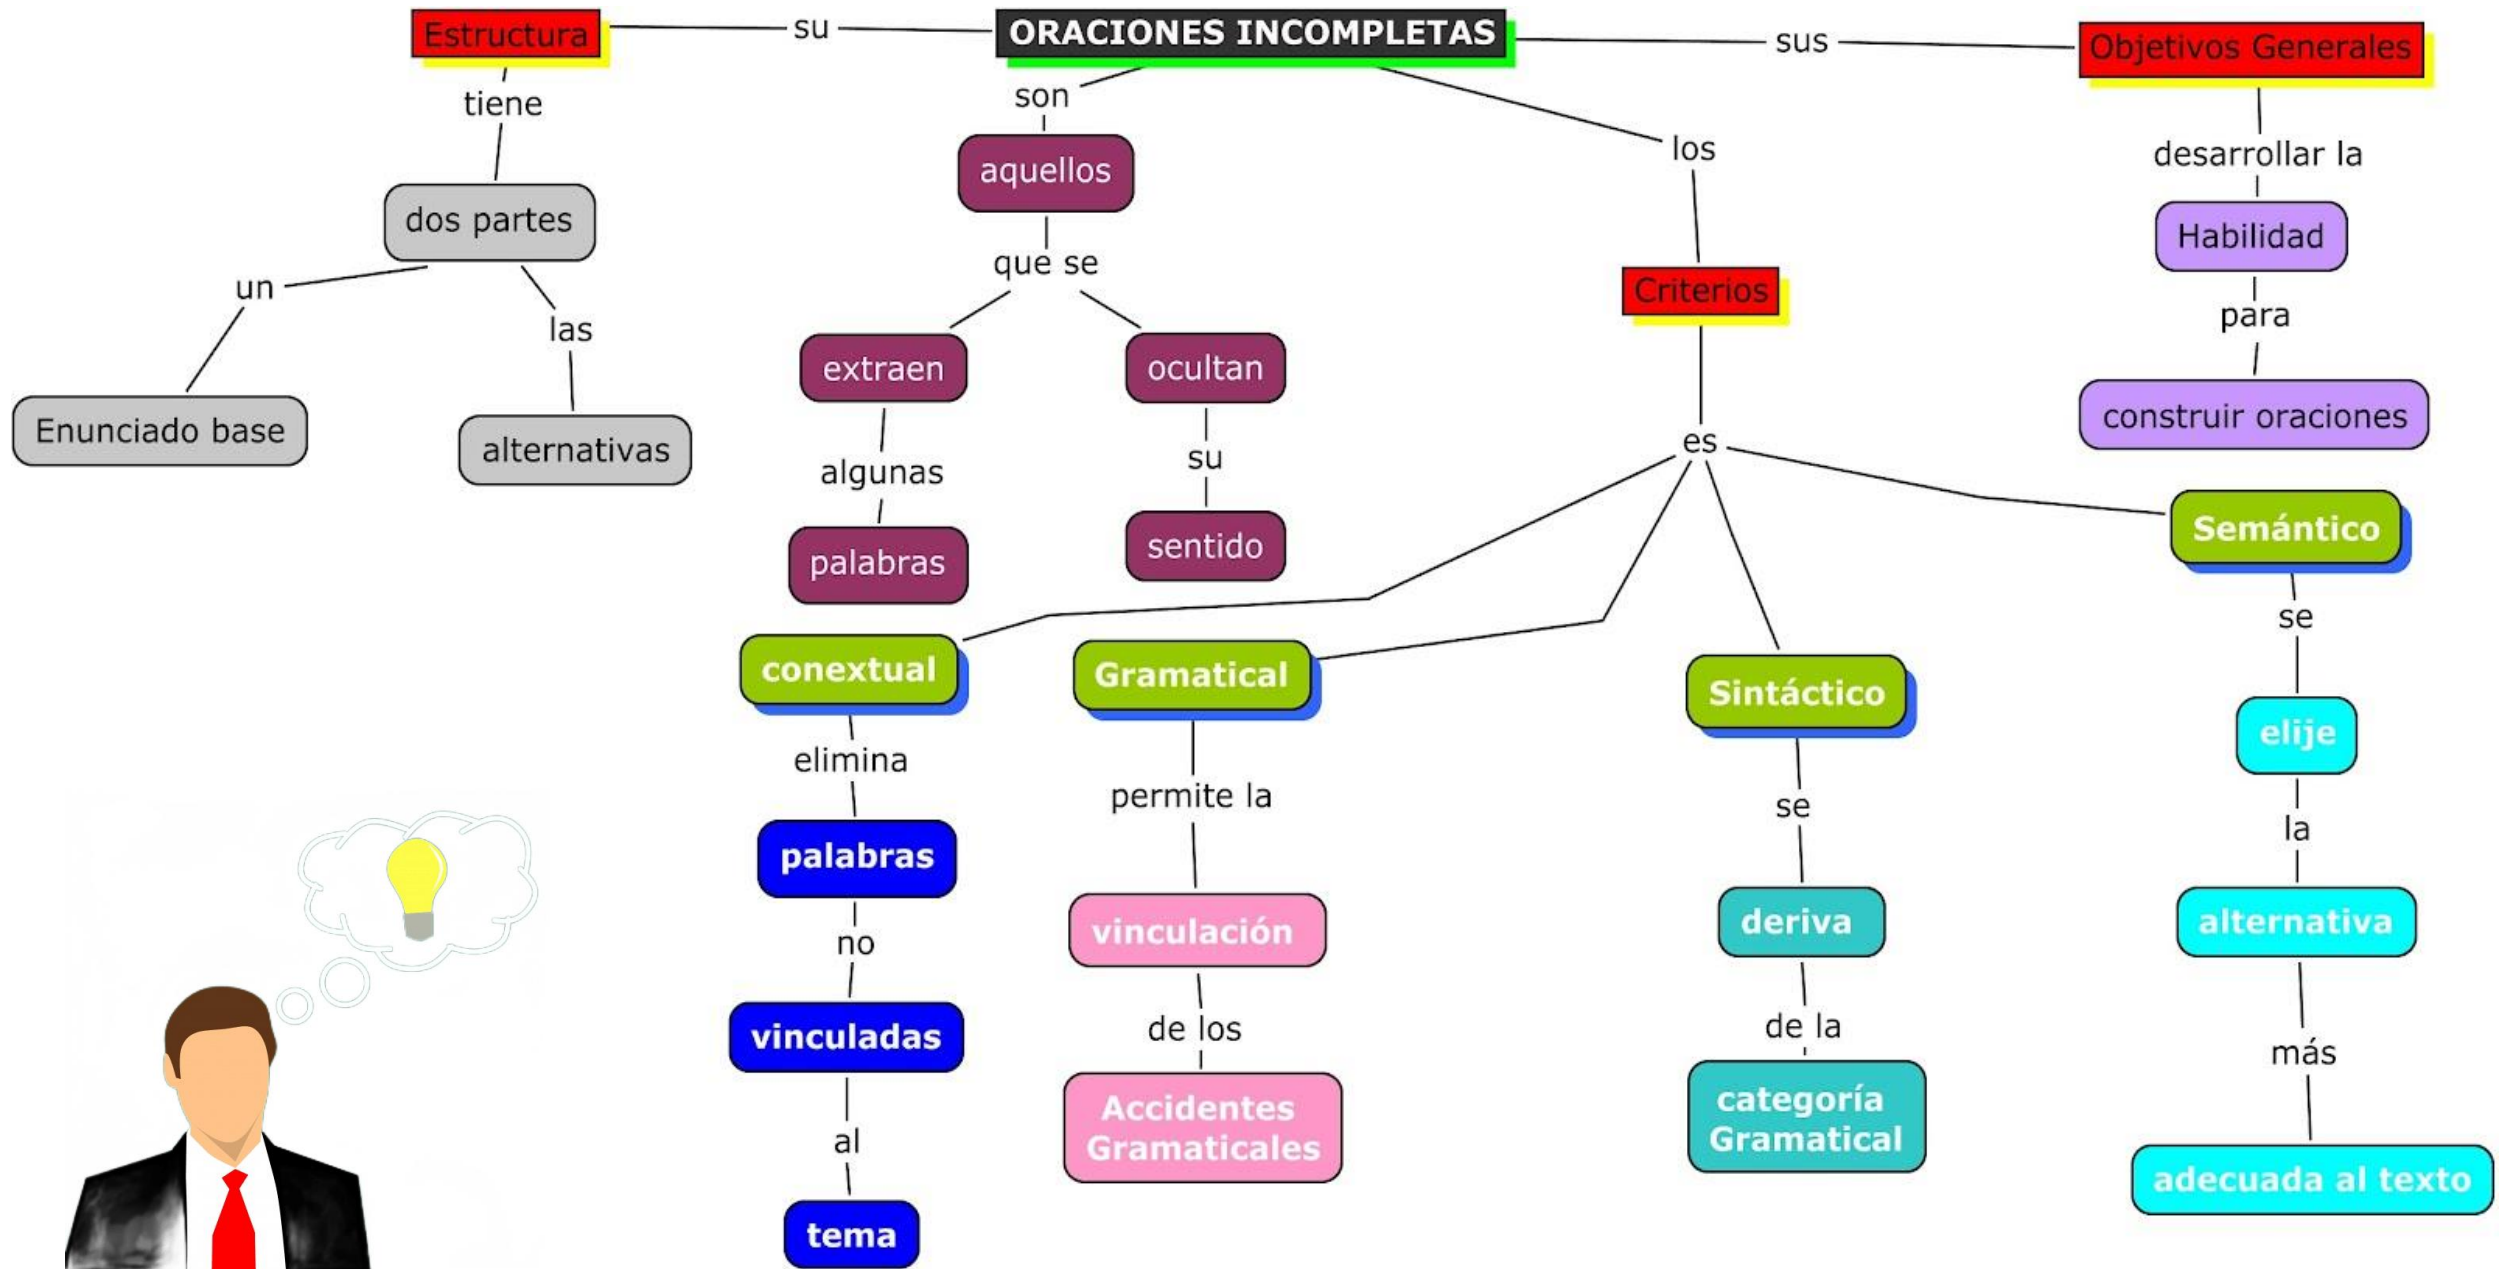 ORACIONES INCOMPLETAS
su
Estructura
tiene
dos partes
un
Enunciado base
las
alternativas
son
aquellos
que se
extraen
algunas
palabras
ocultan
su
sentido
los
Criterios
es
conextual
elimina
palabras
no
vinculadas
al
tema
Gramatical
permite la
vinculación
de los
Accidentes
Gramaticales
Sintáctico
se
deriva
de la
categoría
Gramatical
Semántico
se
elije
la
alternativa
más
adecuada al texto
sus
Objetivos Generales
desarrollar la
Habilidad
para
construir oraciones